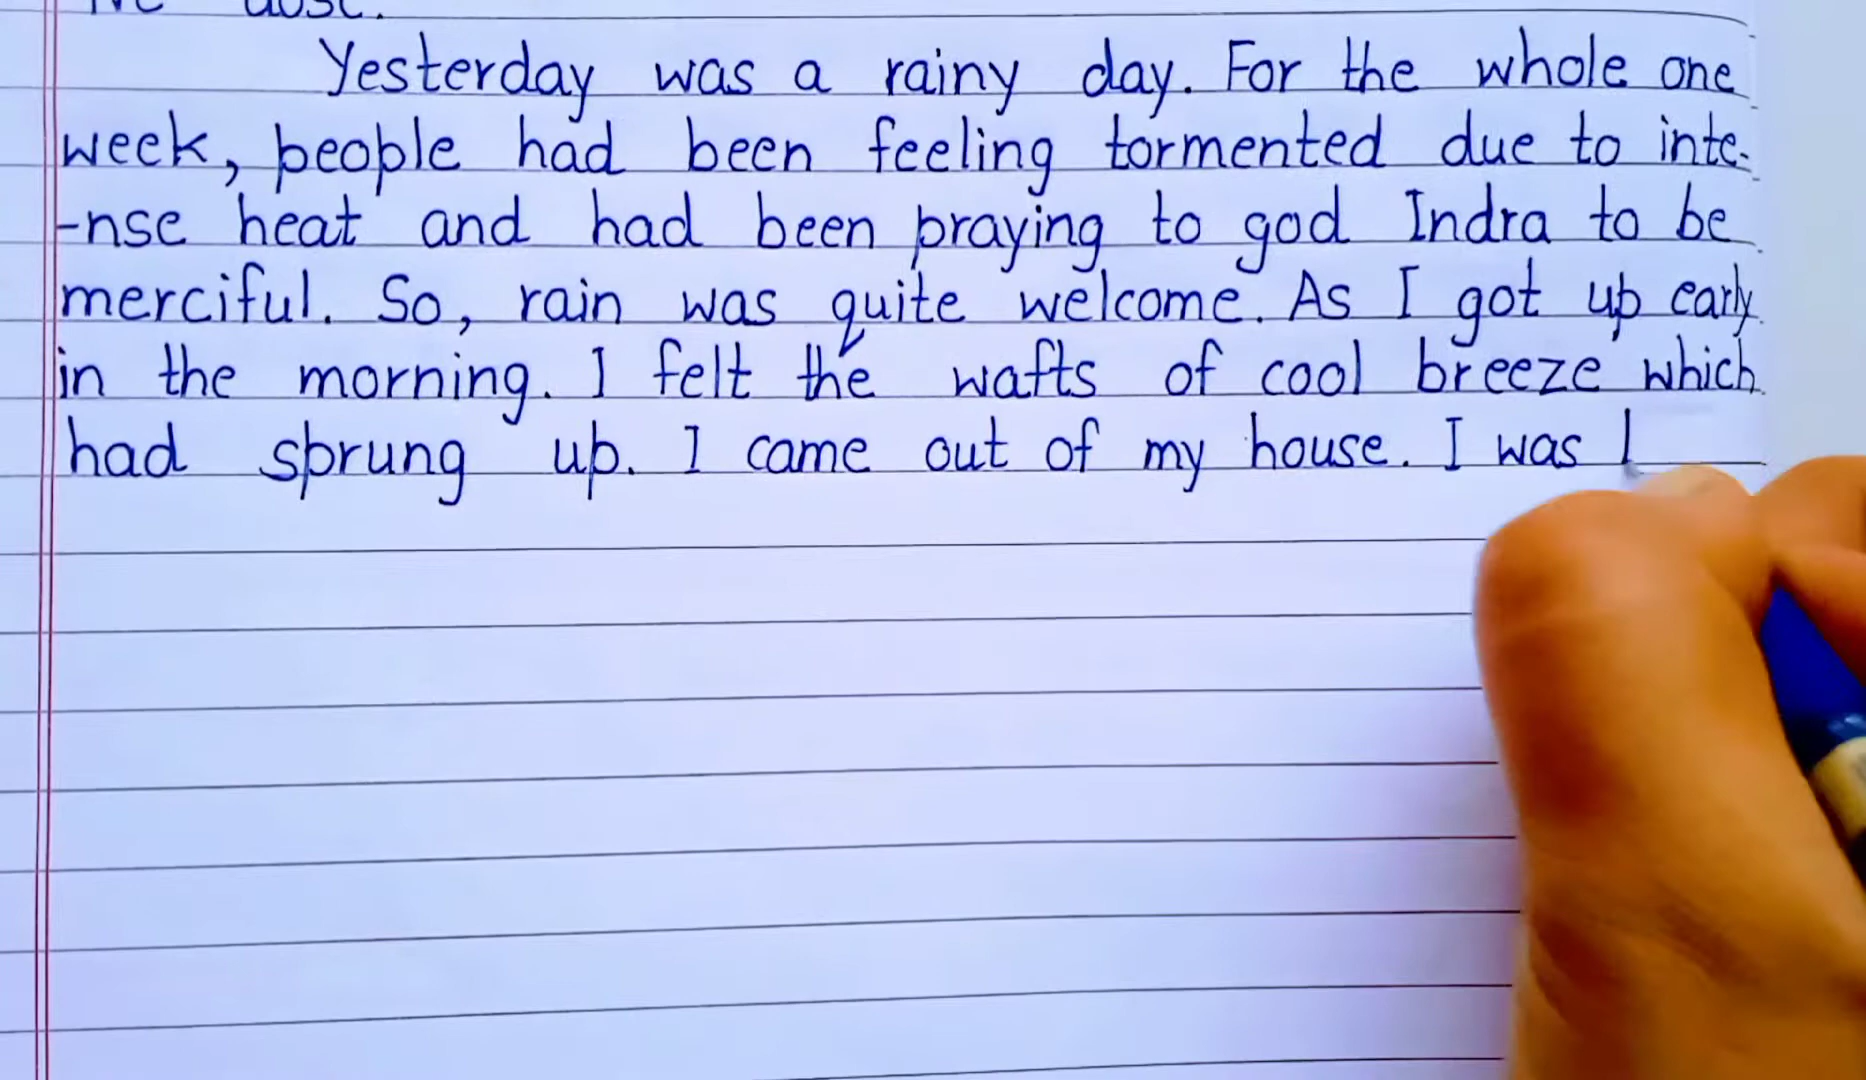 Yesterday was a rainy day. For the whole one
week, people had been feeling tormented due to inte-
-nse heat and had been praying to god Indra to be
merciful. So, rain was quite welcome. As I got up early
in the morning. I felt the wafts of cool breeze which
had sprung up. I came out of my house. I was